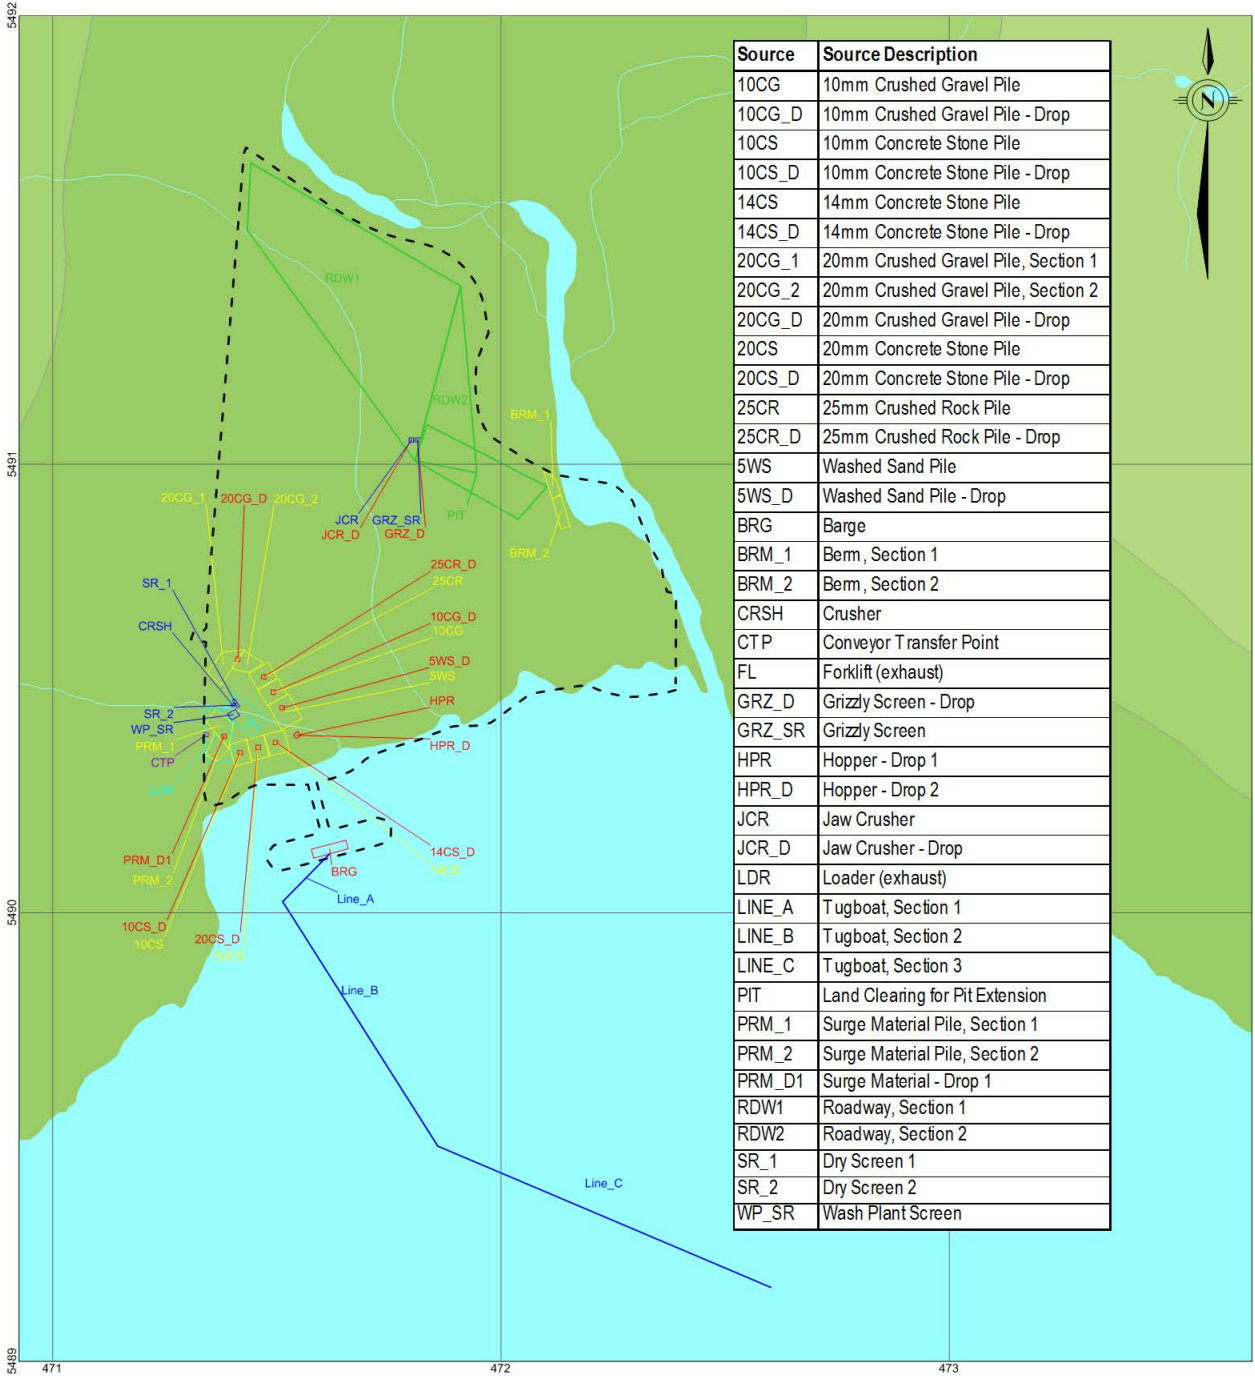 5492
Source Source Description
10CG 10mm Crushed Gravel Pile
10CG_D 10mm Crushed Gravel Pile - Drop
10CS 10mm Concrete Stone Pile
10CS_D 10mm Concrete Stone Pile - Drop
14CS 14mm Concrete Stone Pile
14CS_D 14mm Concrete Stone Pile - Drop
20CG_1 20mm Crushed Gravel Pile, Section 1
20CG_2 20mm Crushed Gravel Pile, Section 2
20CG_D 20mm Crushed Gravel Pile - Drop
20CS 20mm Concrete Stone Pile
20CS_D 20mm Concrete Stone Pile - Drop
25CR 25mm Crushed Rock Pile
25CR_D 25mm Crushed Rock Pile - Drop
5WS Washed Sand Pile
5WS_D Washed Sand Pile - Drop
BRG Barge
BRM_1 Berm, Section 1
BRM_2 Berm, Section 2
CRSH Crusher
CTP Conveyor Transfer Point
FL Forklift (exhaust)
GRZ_D Grizzly Screen - Drop
GRZ_SR Grizzly Screen
HPR Hopper - Drop 1
HPR_D Hopper - Drop 2
JCR Jaw Crusher
JCR_D Jaw Crusher - Drop
LDR Loader (exhaust)
LINE_A Tugboat, Section 1
LINE_B Tugboat, Section 2
LINE_C Tugboat, Section 3
PIT Land Clearing for Pit Extension
PRM_1 Surge Material Pile, Section 1
PRM_2 Surge Material Pile, Section 2
PRM_D1 Surge Material - Drop 1
RDW1 Roadway, Section 1
RDW2 Roadway, Section 2
SR_1 Dry Screen 1
SR_2 Dry Screen 2
WP_SR Wash Plant Screen
N
RDW1
RDW2
BRM_1
5491
20CG_1
20CG_D
20CG_2
JCR
JCR_D
GRZ_SR
GRZ_D
PIT
BRM_2
25CR_D
25CR
SR_1
10CG_D
10CG
CRSH
5WS_D
5WS
HPR
SR_2
WP_SR
PRM_1
CTP
HPR_D
LDR
PRM_D1
PRM_2
14CS_D
14CS
BRG
Line_A
5490
10CS_D
10CS
20CS_D
20CS
Line_B
Line_C
5489
471
472
473